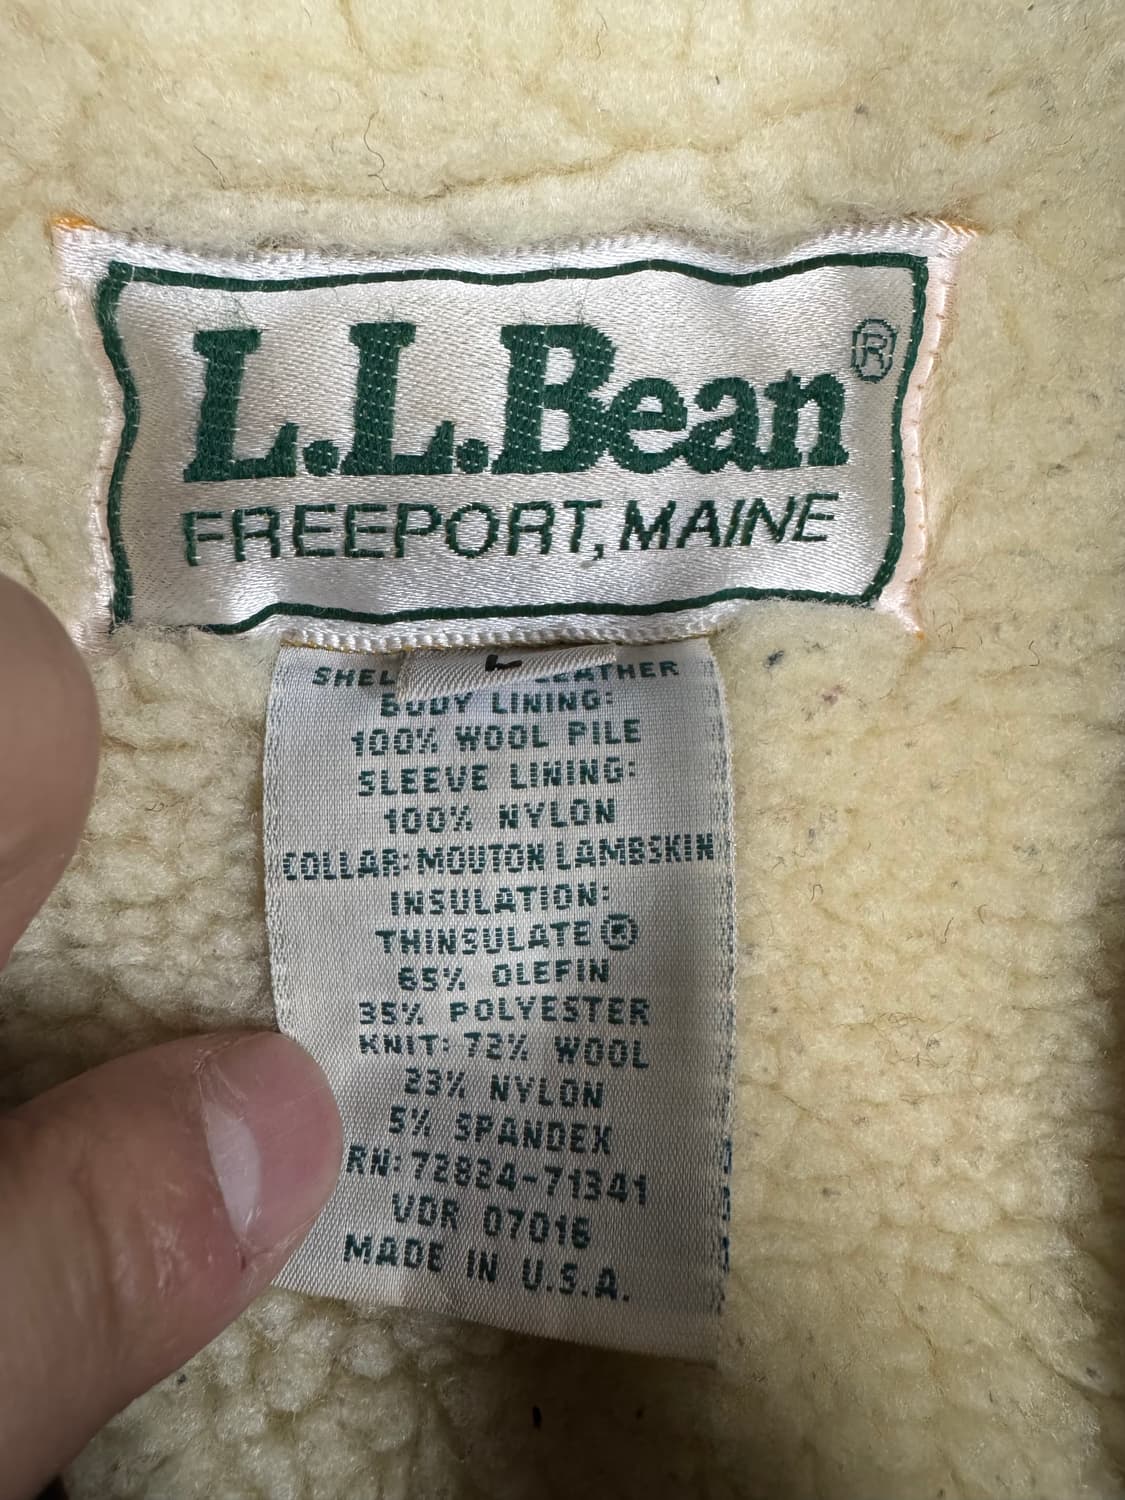 L.L.Bean®
FREEPORT, MAINE
L
BODY LINING:
100% WOOL PILE
SLEEVE LINING:
100% NYLON
COLLAR: MOUTON LAMBSKIN
INSULATION:
THINSULATE®
65% OLEFIN
35% POLYESTER
KNIT: 72% WOOL
23% NYLON
5% SPANDEX
RN: 72824-71341
VDR 07016
MADE IN U.S.A.